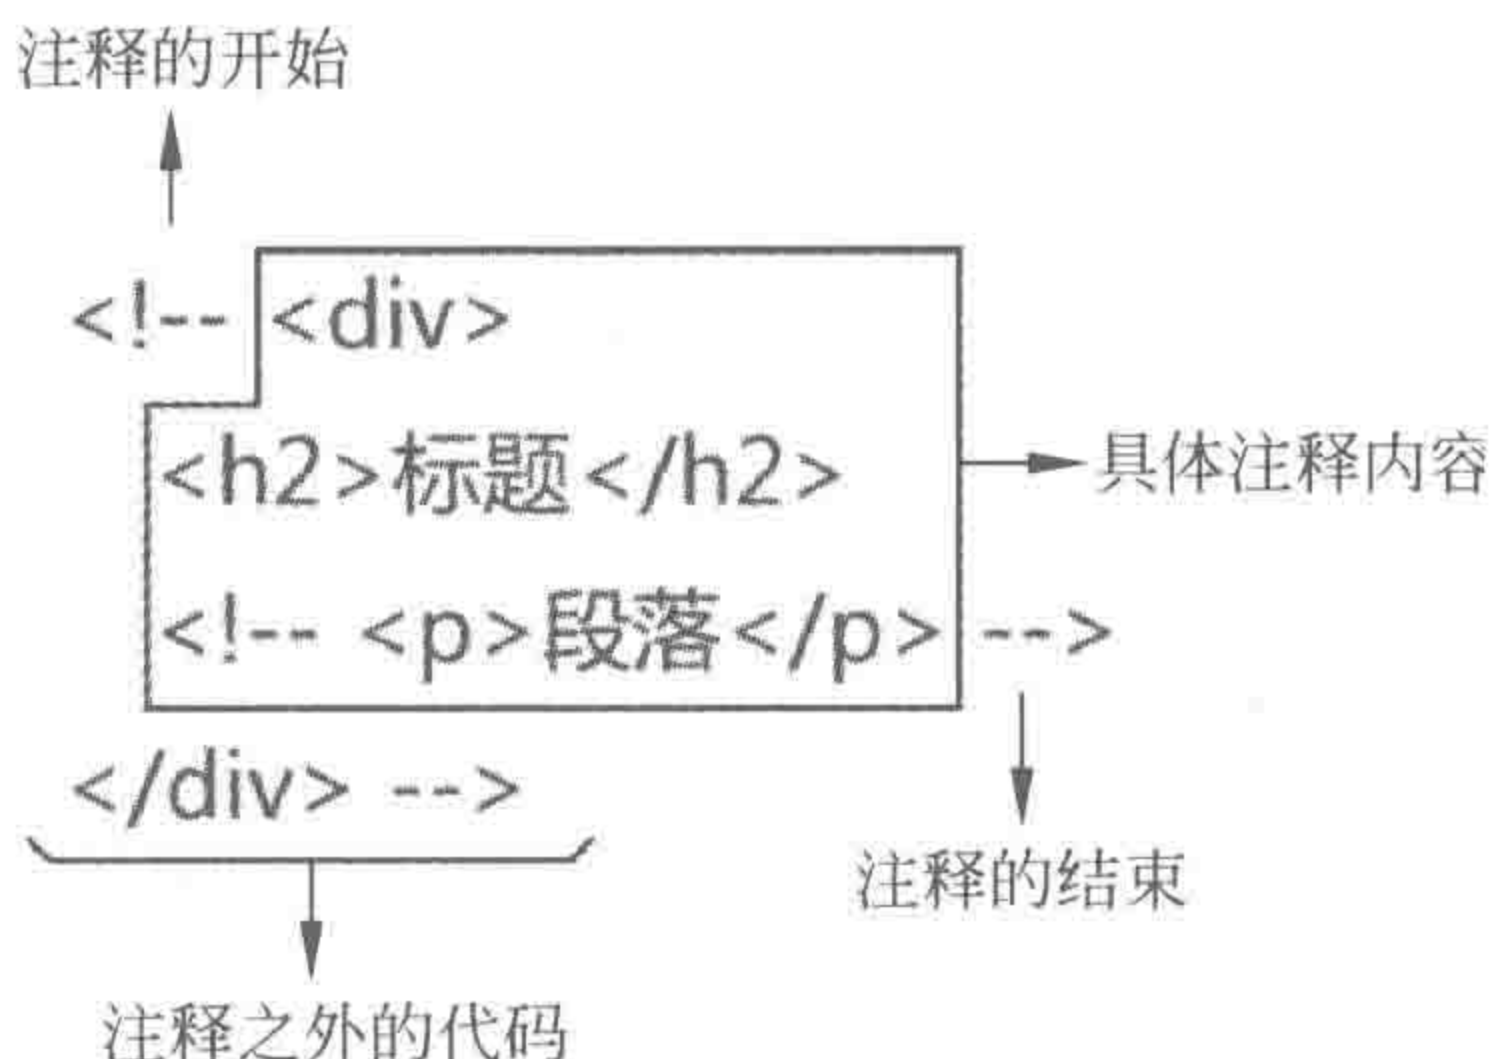 注释的开始
<!-- <div>
<h2>标题</h2>
具体注释内容
<!-- <p>段落</p> -->
</div> -->
注释的结束
注释之外的代码